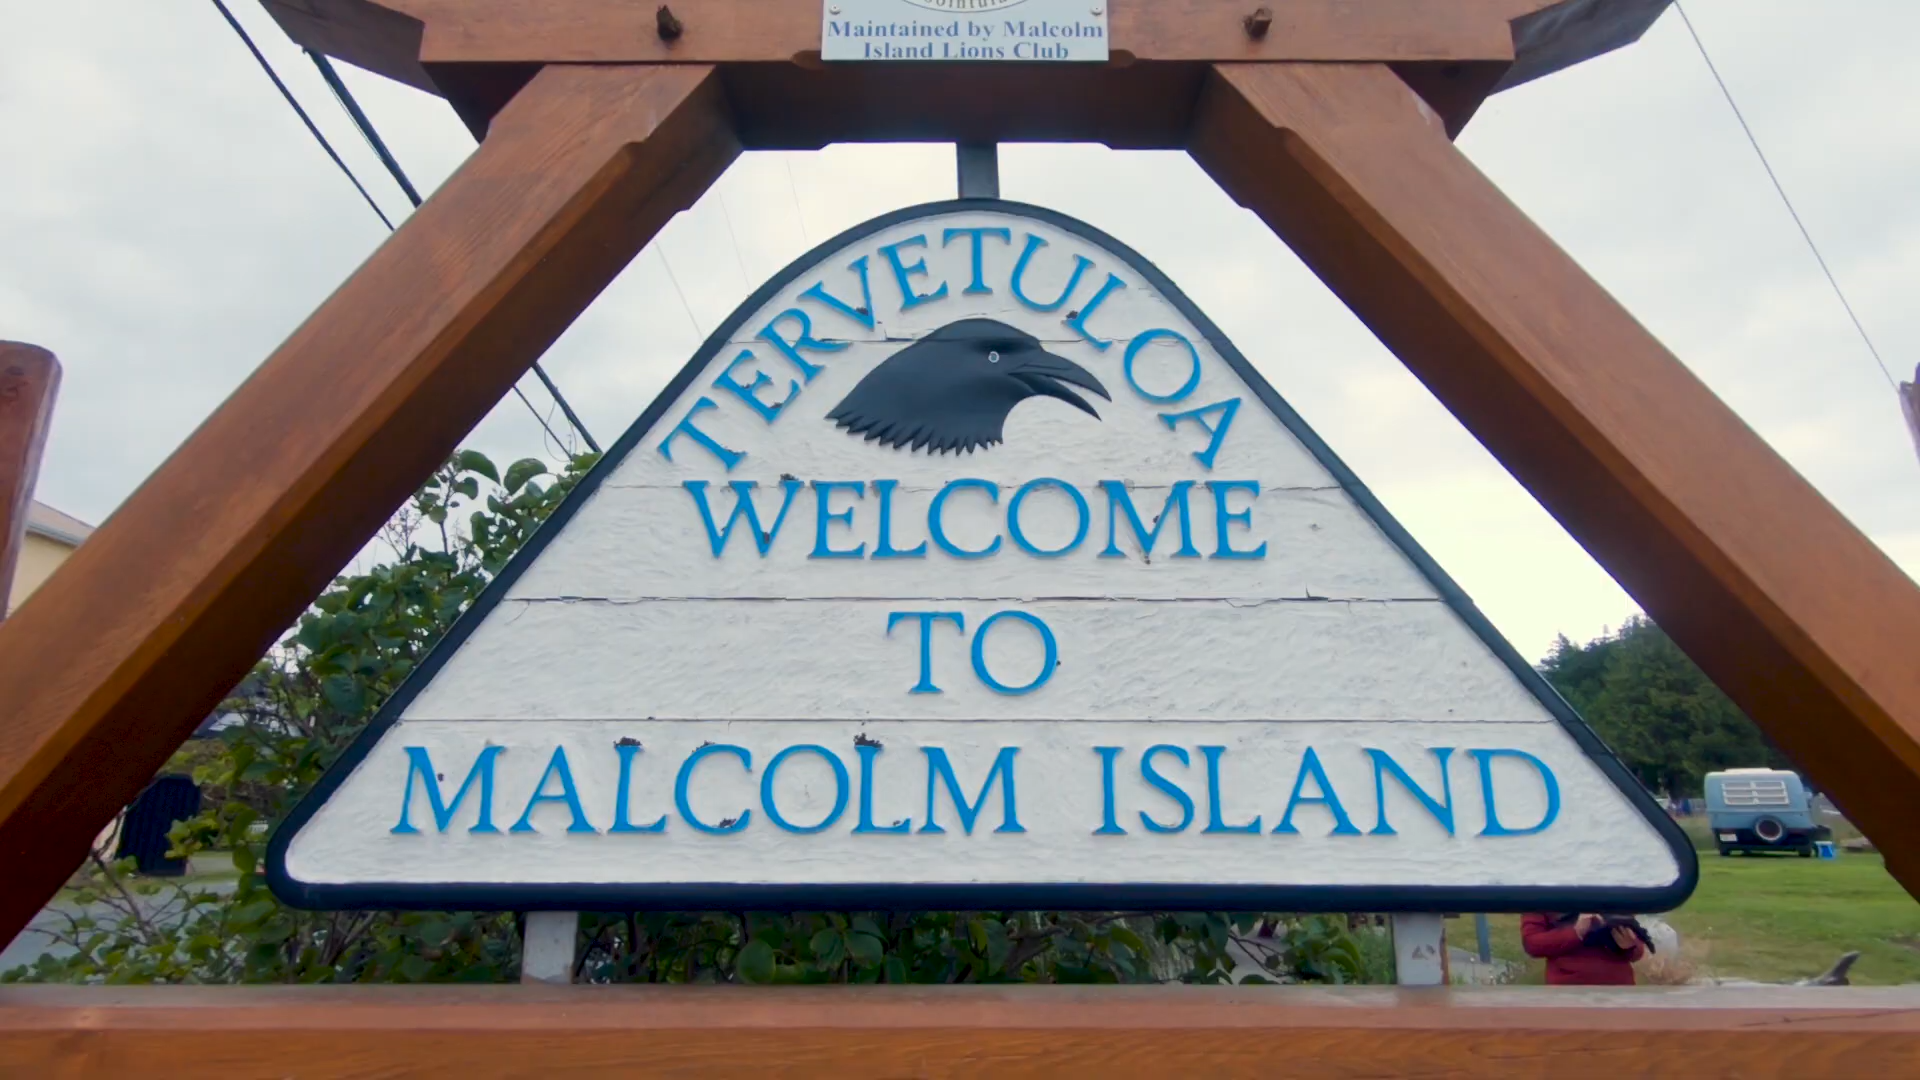 Maintained by Malcolm
Island Lions Club
TERVETULOA
WELCOME
TO
MALCOLM ISLAND